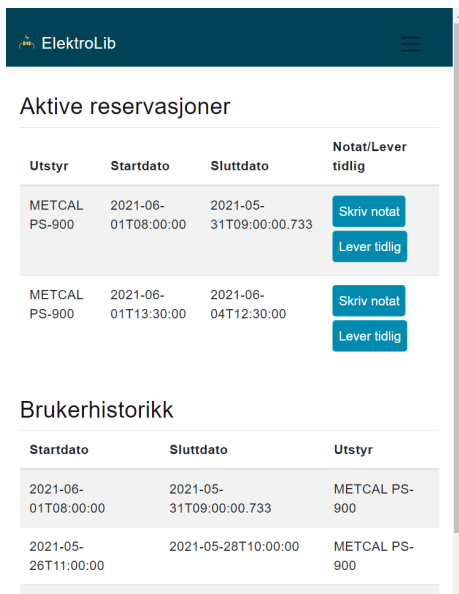 ElektroLib
Aktive reservasjoner
Notat/Lever
Utstyr Startdato Sluttdato tidlig
METCAL 2021-06- 2021-05- Skriv notat
PS-900 01T08:00:00 31T09:00:00.733
Lever tidlig
METCAL 2021-06- 2021-06- Skriv notat
PS-900 01T13:30:00 04T12:30:00
Lever tidlig
Brukerhistorikk
Startdato Sluttdato Utstyr
2021-06- 2021-05- METCAL PS-
01T08:00:00 31T09:00:00.733 900
2021-05- 2021-05-28T10:00:00 METCAL PS-
26T11:00:00 900